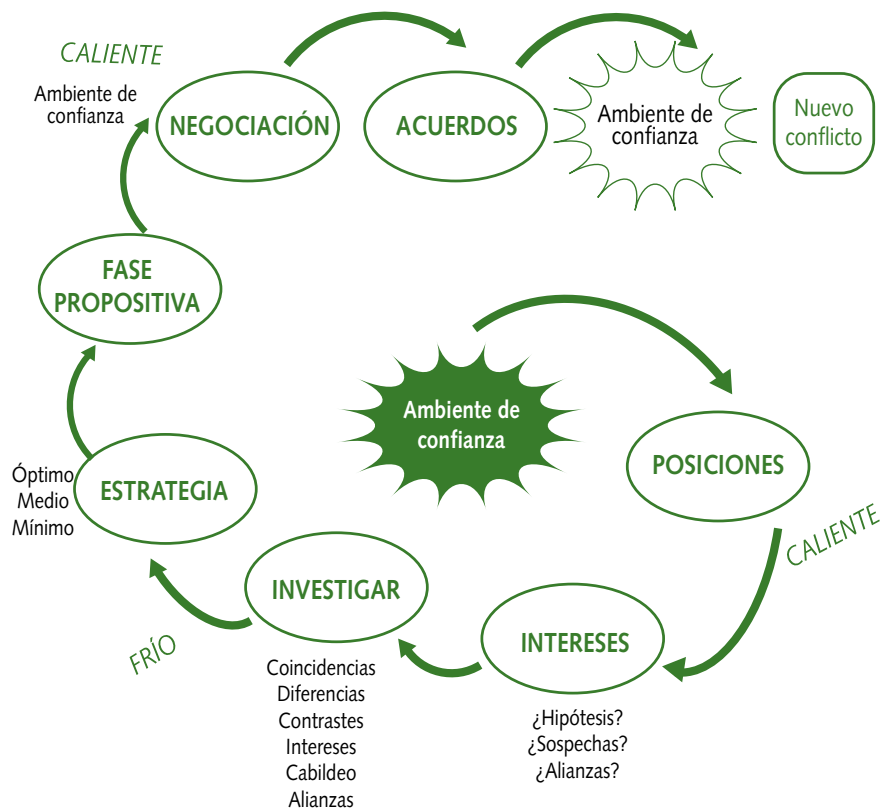 CALIENTE
Ambiente de
confianza
NEGOCIACIÓN
ACUERDOS
Ambiente de
confianza
Nuevo
conflicto
FASE
PROPOSITIVA
Ambiente de
confianza
POSICIONES
CALIENTE
Óptimo
Medio
Mínimo
ESTRATEGIA
INVESTIGAR
FRÍO
INTERESES
Coincidencias
Diferencias
Contrastes
Intereses
Cabildeo
Alianzas
¿Hipótesis?
¿Sospechas?
¿Alianzas?